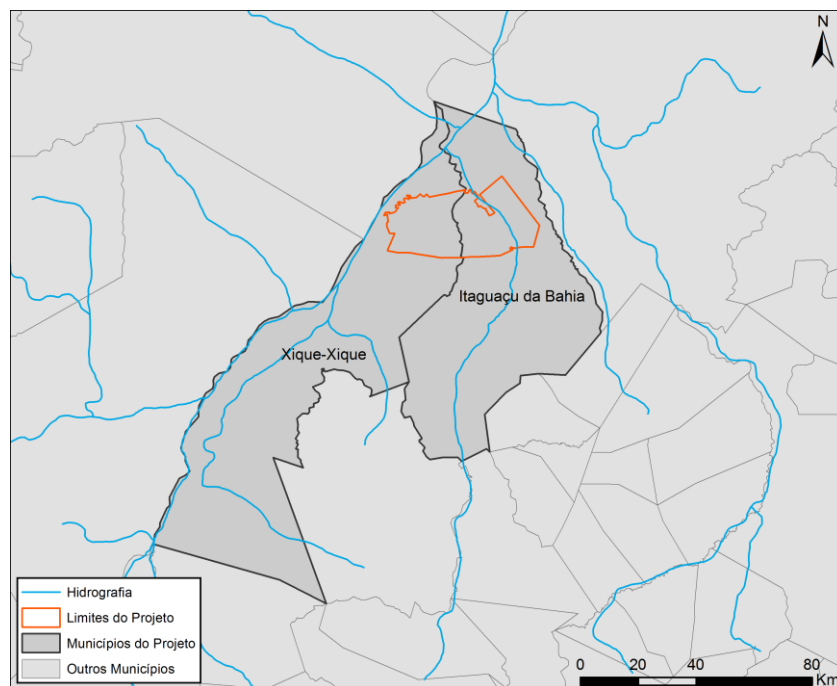 N
Itaguaçu da Bahia
Xique-Xique
Hidrografia
Limites do Projeto
Municípios do Projeto
Outros Municípios
0 20 40 80
Km